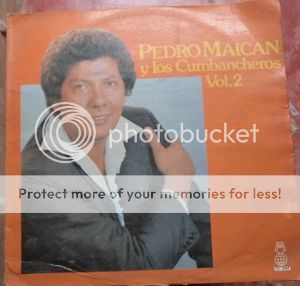 PEDRO MAICAN
y los Cumbancheros
Vol.2
photobucket
Protect more of your memories for less!